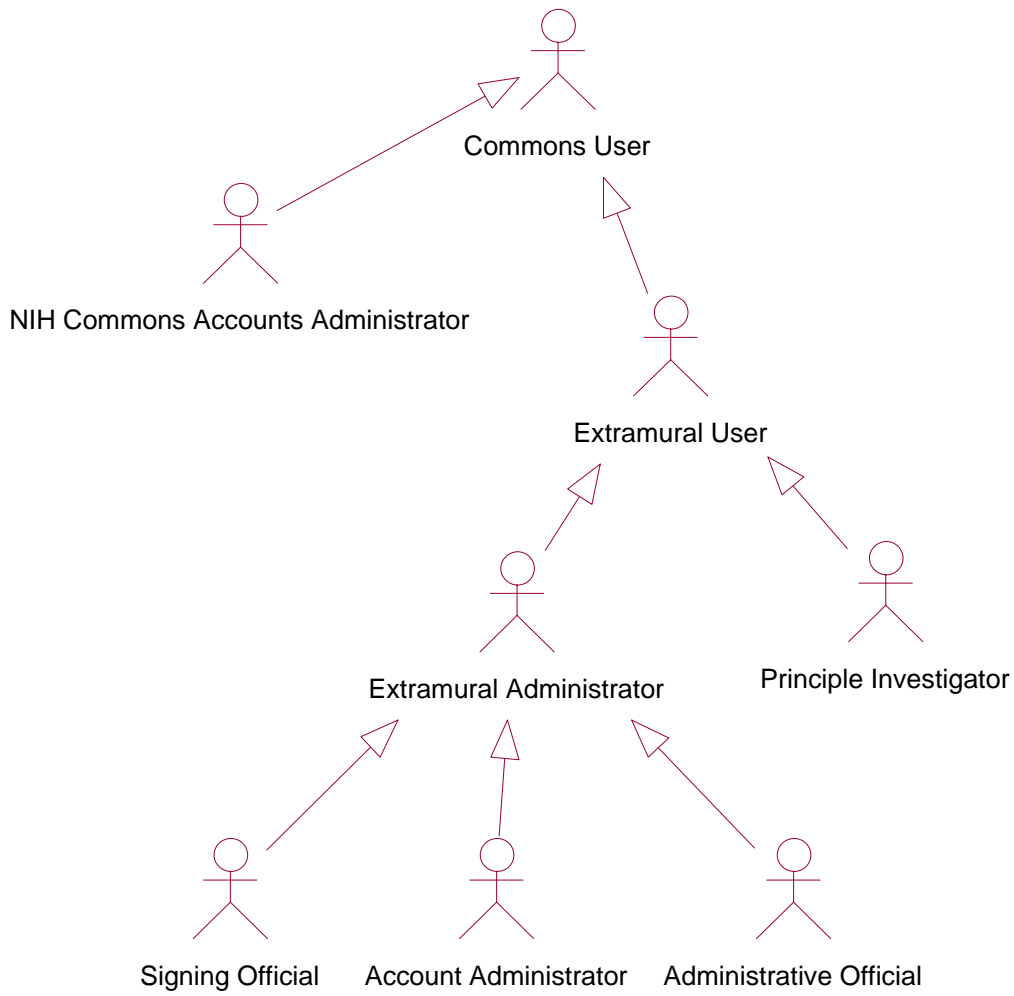 Commons User
NIH Commons Accounts Administrator
Extramural User
Extramural Administrator
Principle Investigator
Signing Official
Account Administrator
Administrative Official